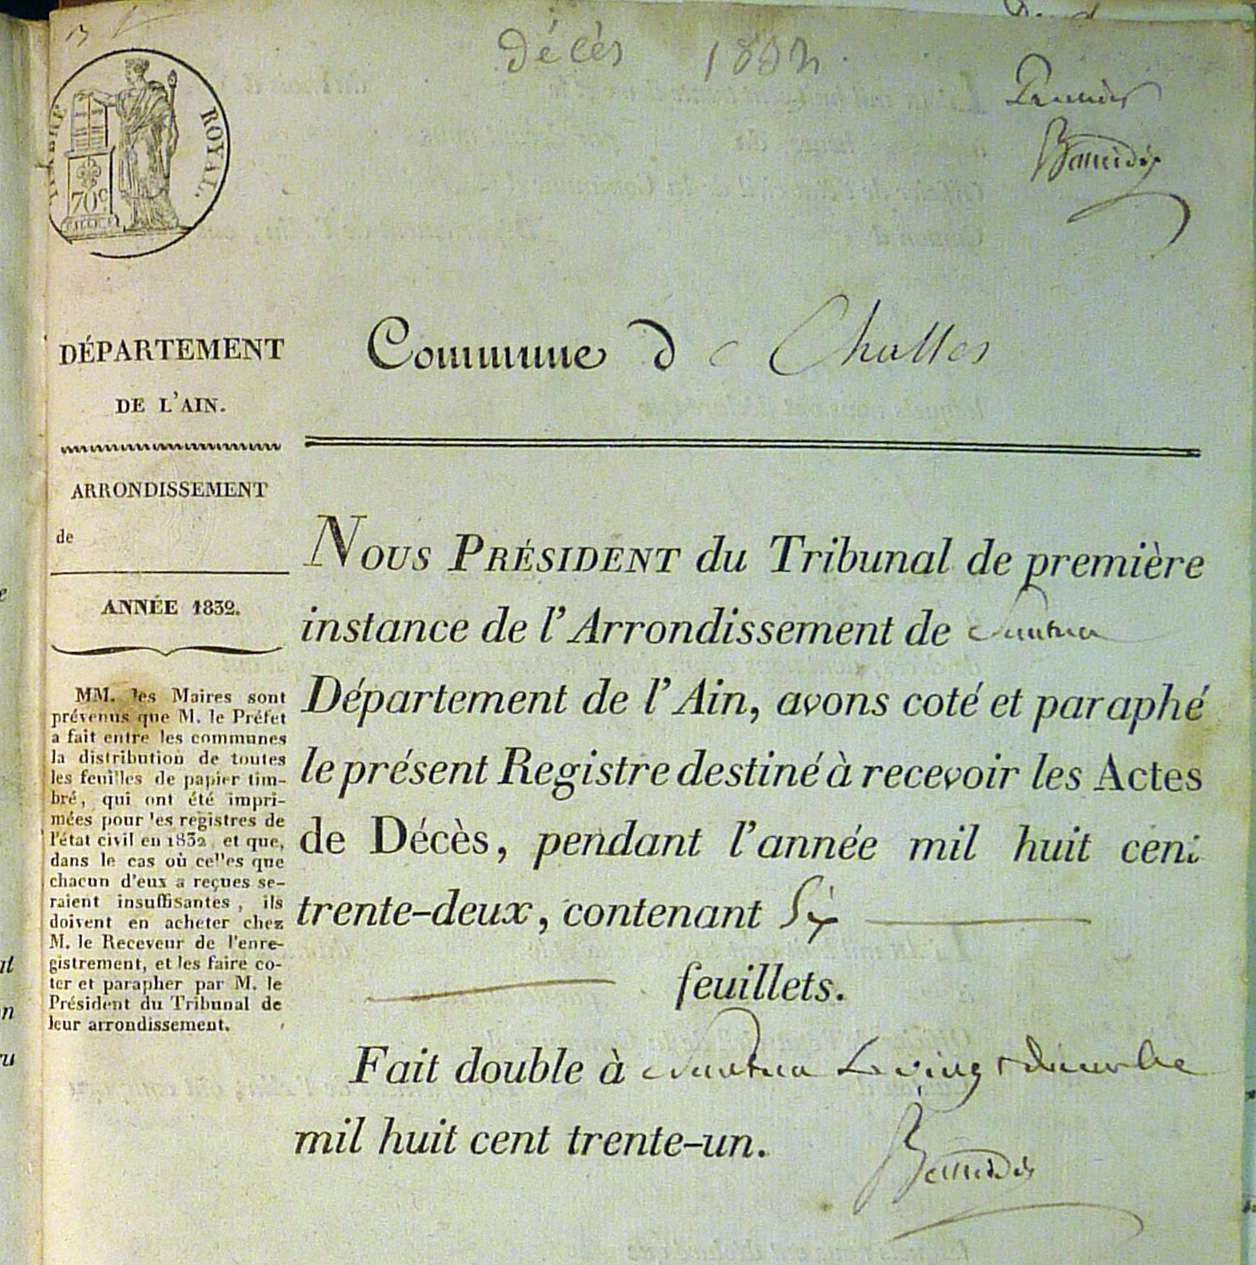 Décès 1832.
Premier
TIMBRE ROYAL.
70c
DÉPARTEMENT
DE L'AIN.
Commune de Challes
ARRONDISSEMENT
de
ANNÉE 1832.
MM. les Maires sont
prévenus que M. le Préfet
a fait entre les communes
la distribution de toutes
les feuilles de papier tim-
bré, qui ont été impri-
mées pour les registres de
l'état civil en 1832, et que,
dans le cas où celles que
chacun d'eux a reçues se-
raient insuffisantes, ils
doivent en acheter chez
M. le Receveur de l'enre-
gistrement, et les faire co-
ter et parapher par M. le
Président du Tribunal de
leur arrondissement.
NOUS PRÉSIDENT du Tribunal de première
instance de l'Arrondissement de Nantua
Département de l'Ain, avons coté et paraphé
le présent Registre destiné à recevoir les Actes
de Décès, pendant l'année mil huit cent
trente-deux, contenant Six
feuillets.
Fait double à Nantua le vingt décembre
mil huit cent trente-un.